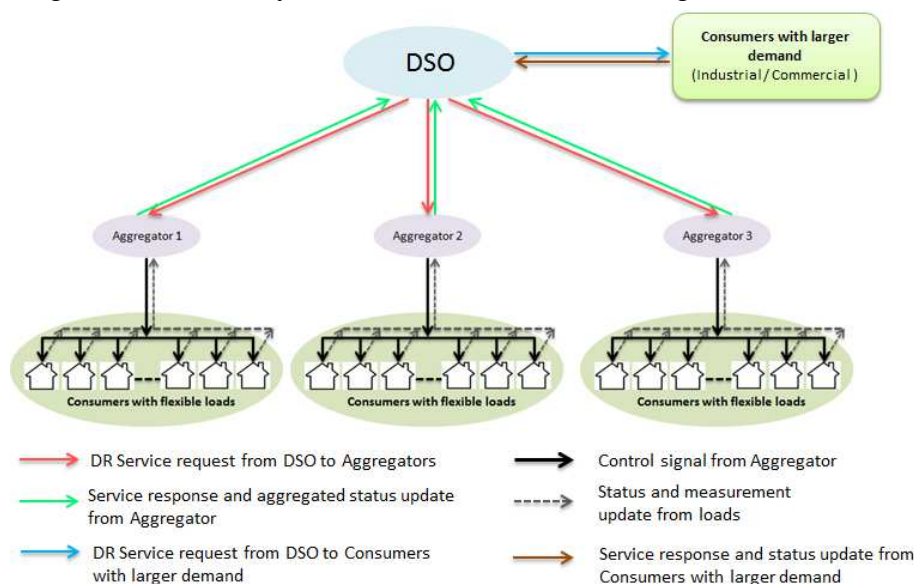 DSO
Consumers with larger
demand
(Industrial/Commercial)
Aggregator 1
Aggregator 2
Aggregator 3
Consumers with flexible loads
Consumers with flexible loads
Consumers with flexible loads
DR Service request from DSO to Aggregators
Service response and aggregated status update
from Aggregator
DR Service request from DSO to Consumers
with larger demand
Control signal from Aggregator
Status and measurement
update from loads
Service response and status update from
Consumers with larger demand